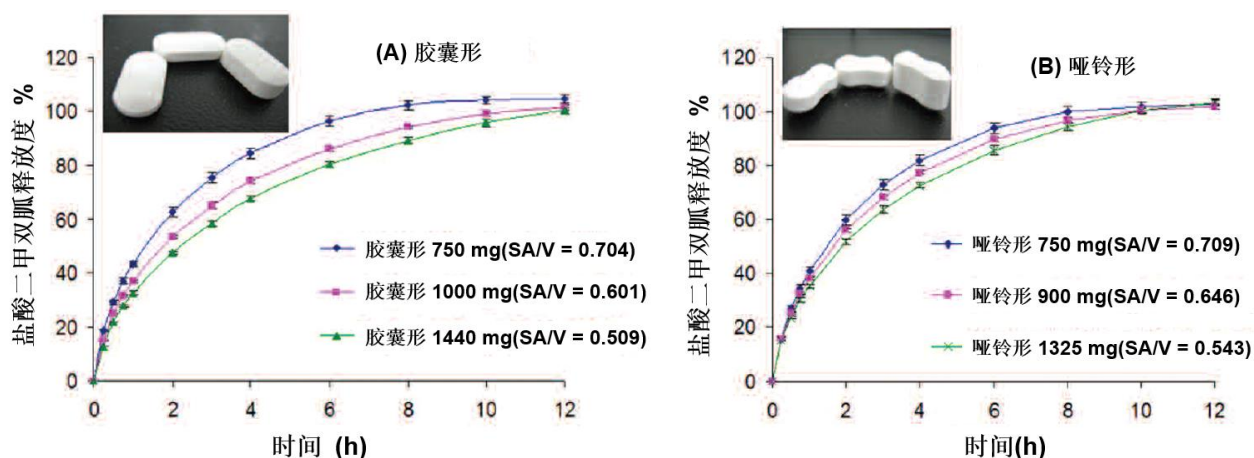 (A) 胶囊形
盐酸二甲双胍释放度 %
120
100
80
60
40
20
0
胶囊形 750 mg(SA/V = 0.704)
胶囊形 1000 mg(SA/V = 0.601)
胶囊形 1440 mg(SA/V = 0.509)
0 2 4 6 8 10 12
时间 (h)
(B) 哑铃形
盐酸二甲双胍释放度 %
120
100
80
60
40
20
0
哑铃形 750 mg(SA/V = 0.709)
哑铃形 900 mg(SA/V = 0.646)
哑铃形 1325 mg(SA/V = 0.543)
0 2 4 6 8 10 12
时间(h)